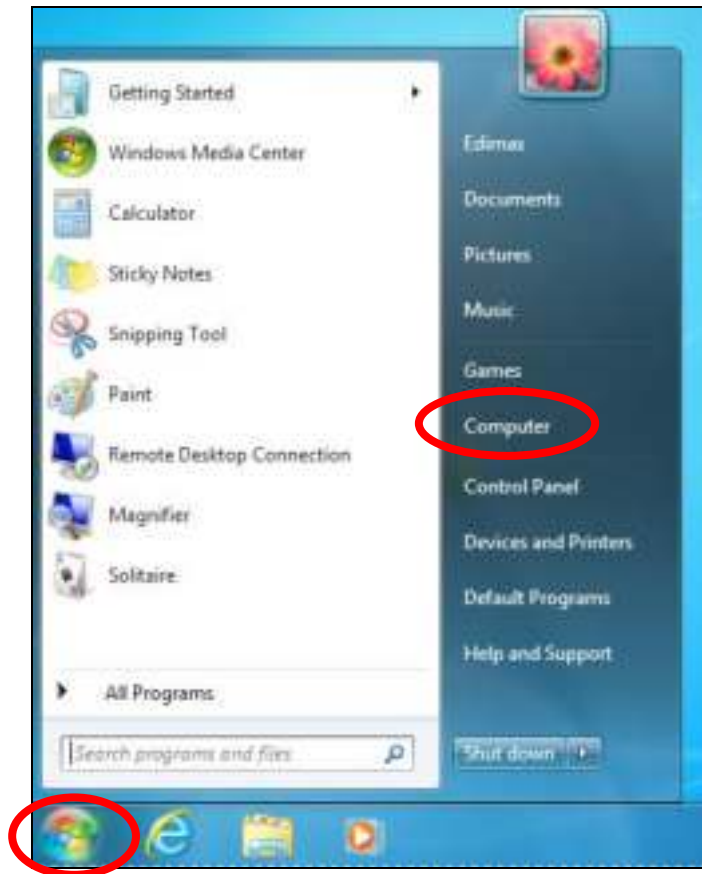 Getting Started
Windows Media Center
Calculator
Sticky Notes
Snipping Tool
Paint
Remote Desktop Connection
Magnifier
Solitaire
All Programs
Search programs and files
Edimax
Documents
Pictures
Music
Games
Computer
Control Panel
Devices and Printers
Default Programs
Help and Support
Shut down